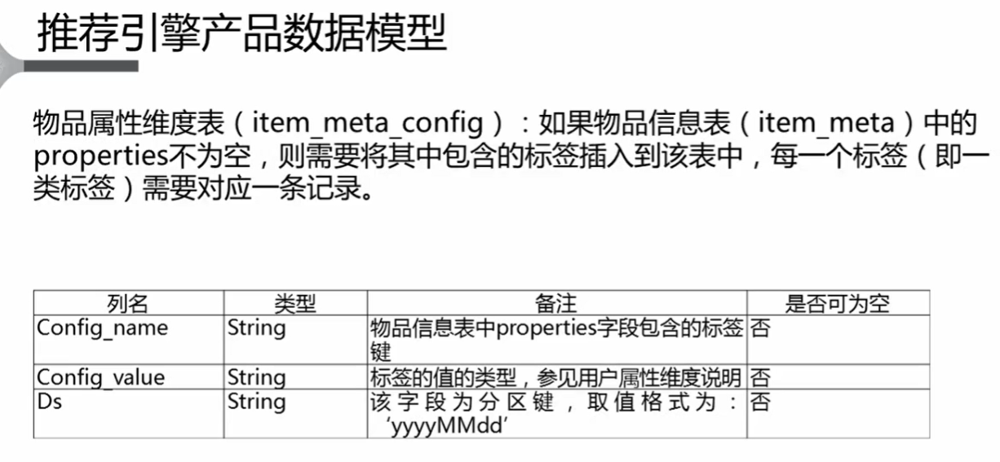 推荐引擎产品数据模型
物品属性维度表（item_meta_config）：如果物品信息表（item_meta）中的
properties不为空，则需要将其中包含的标签插入到该表中，每一个标签（即一
类标签）需要对应一条记录。
列名 类型 备注 是否可为空
Config_name String 物品信息表中properties字段包含的标签 否
键
Config_value String 标签的值的类型，参见用户属性维度说明 否
Ds String 该字段为分区键，取值格式为： 否
‘yyyyMMdd’